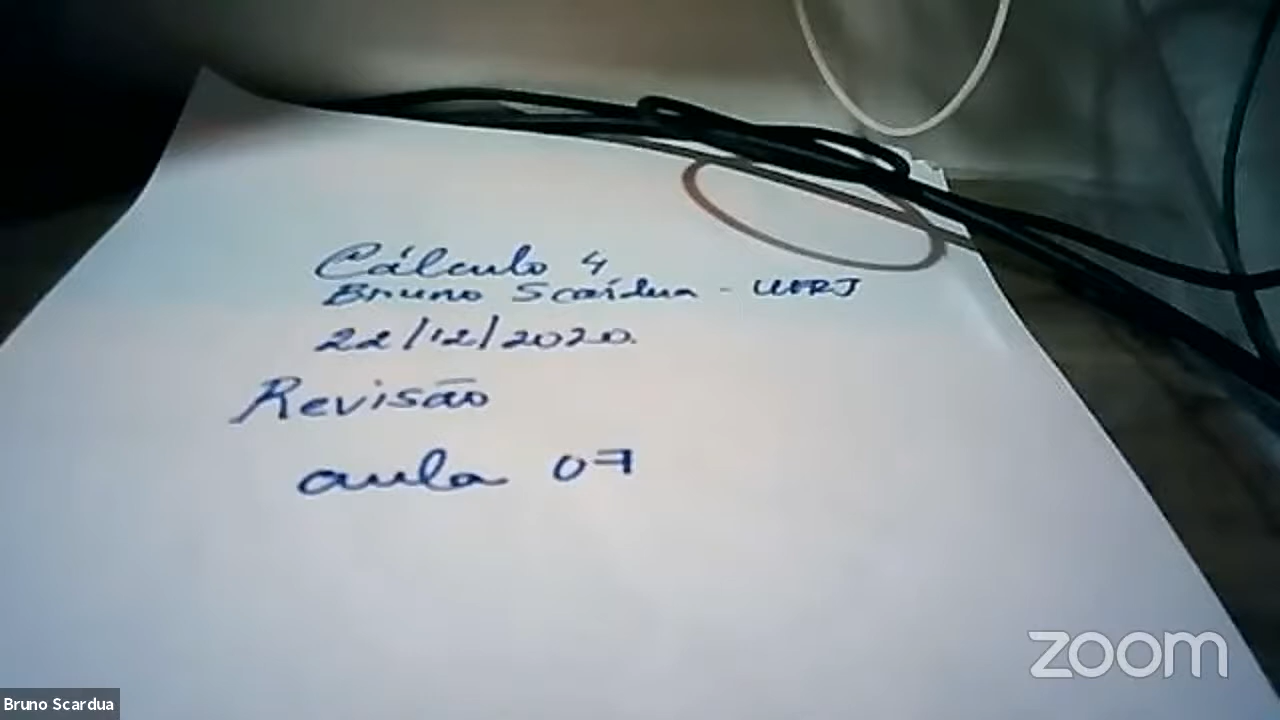 Cálculo 4
Bruno Scárdua - UFRJ
22/12/2020.
Revisão
aula 07
zoom
Bruno Scardua